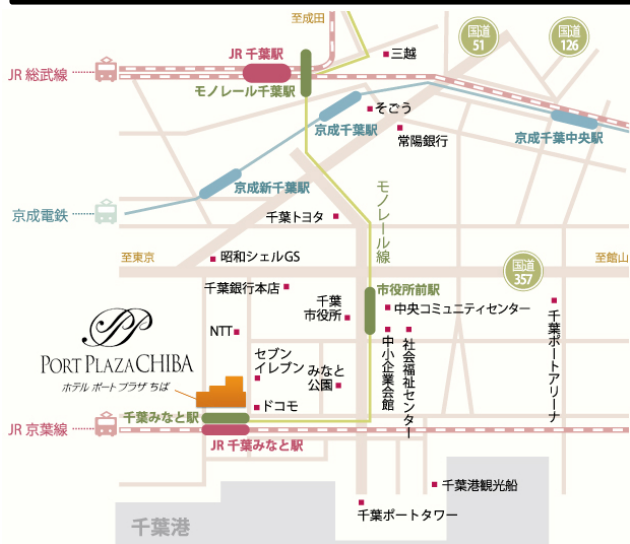 至成田
国道
51
国道
126
三越
JR 千葉駅
JR 総武線
モノレール千葉駅
そごう
京成千葉駅
常陽銀行
京成千葉中央駅
京成新千葉駅
モノレール線
京成電鉄
千葉トヨタ
至東京
昭和シェルGS
国道
357
至館山
千葉銀行本店
市役所前駅
千葉
市役所
中央コミュニティセンター
NTT
中小企業会館
社会福祉センター
千葉ポートアリーナ
PORT PLAZA CHIBA
ホテル ポート プラザ ちば
セブン
イレブン
みなと
公園
ドコモ
千葉みなと駅
JR 京葉線
JR 千葉みなと駅
千葉港観光船
千葉ポートタワー
千葉港